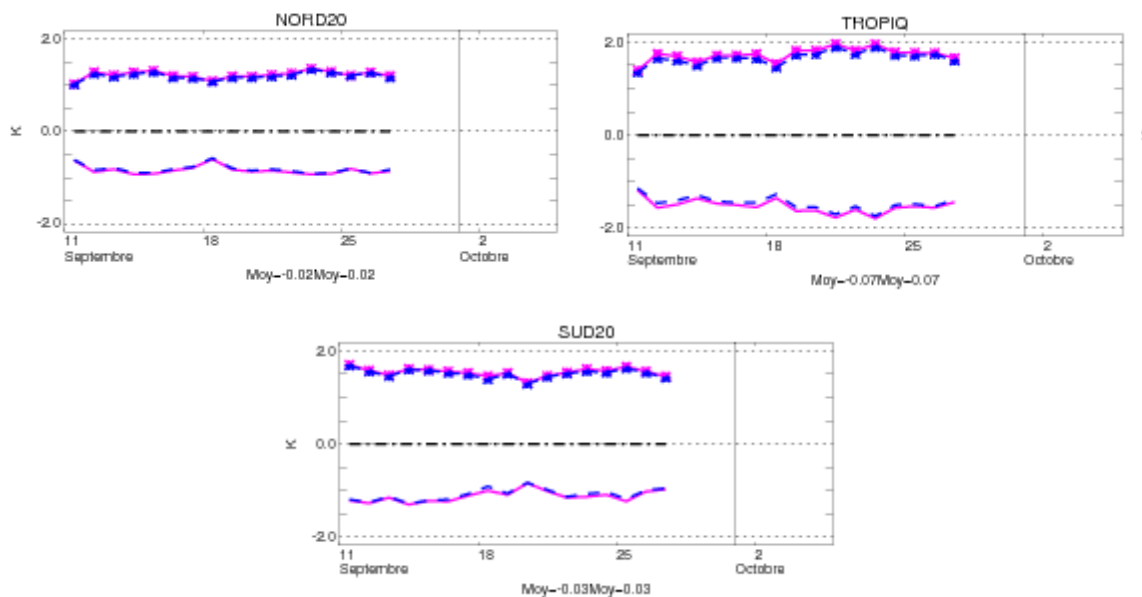 NORD20
2.0
K
0.0
-2.0
11 18 25 2
Septembre Octobre
Moy=-0.02Moy=0.02
TROPIQ
2.0
0.0
-2.0
11 18 25 2
Septembre Octobre
Moy=-0.07Moy=0.07
SUD20
2.0
K
0.0
-2.0
11 18 25 2
Septembre Octobre
Moy=-0.03Moy=0.03